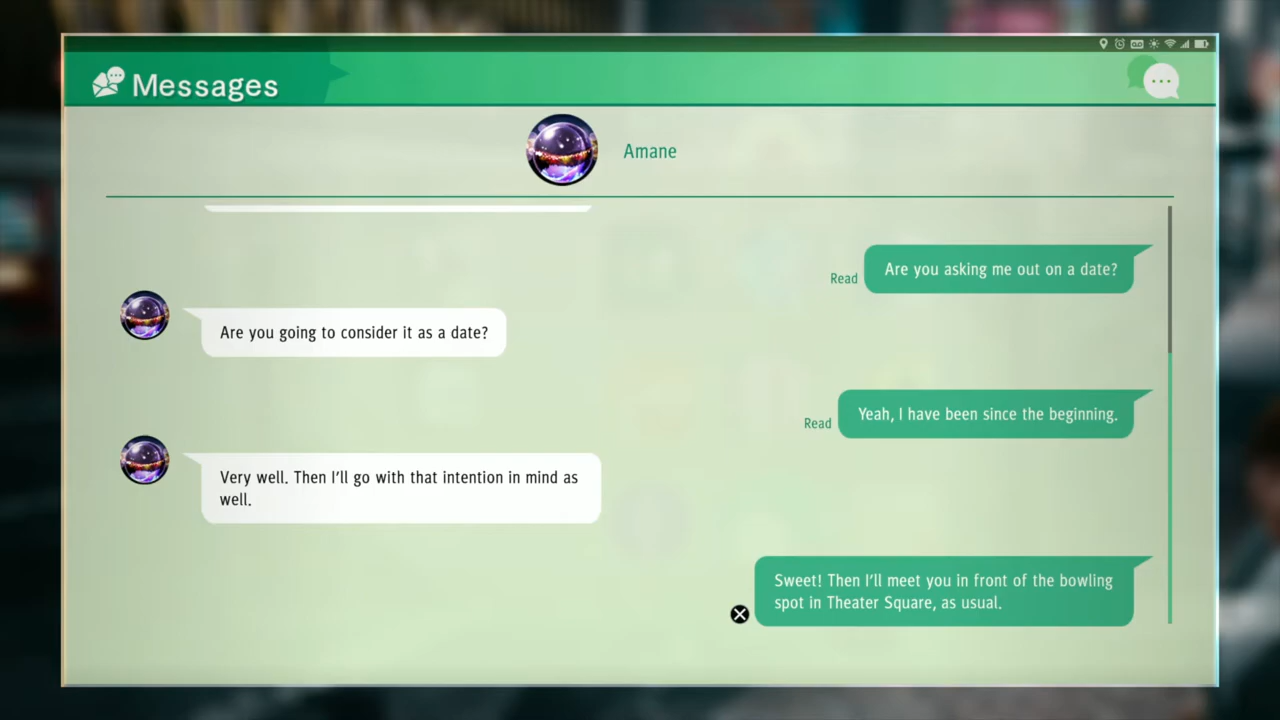 Messages
Amane
Are you asking me out on a date?
Read
Are you going to consider it as a date?
Yeah, I have been since the beginning.
Read
Very well. Then I'll go with that intention in mind as
well.
Sweet! Then I'll meet you in front of the bowling
spot in Theater Square, as usual.